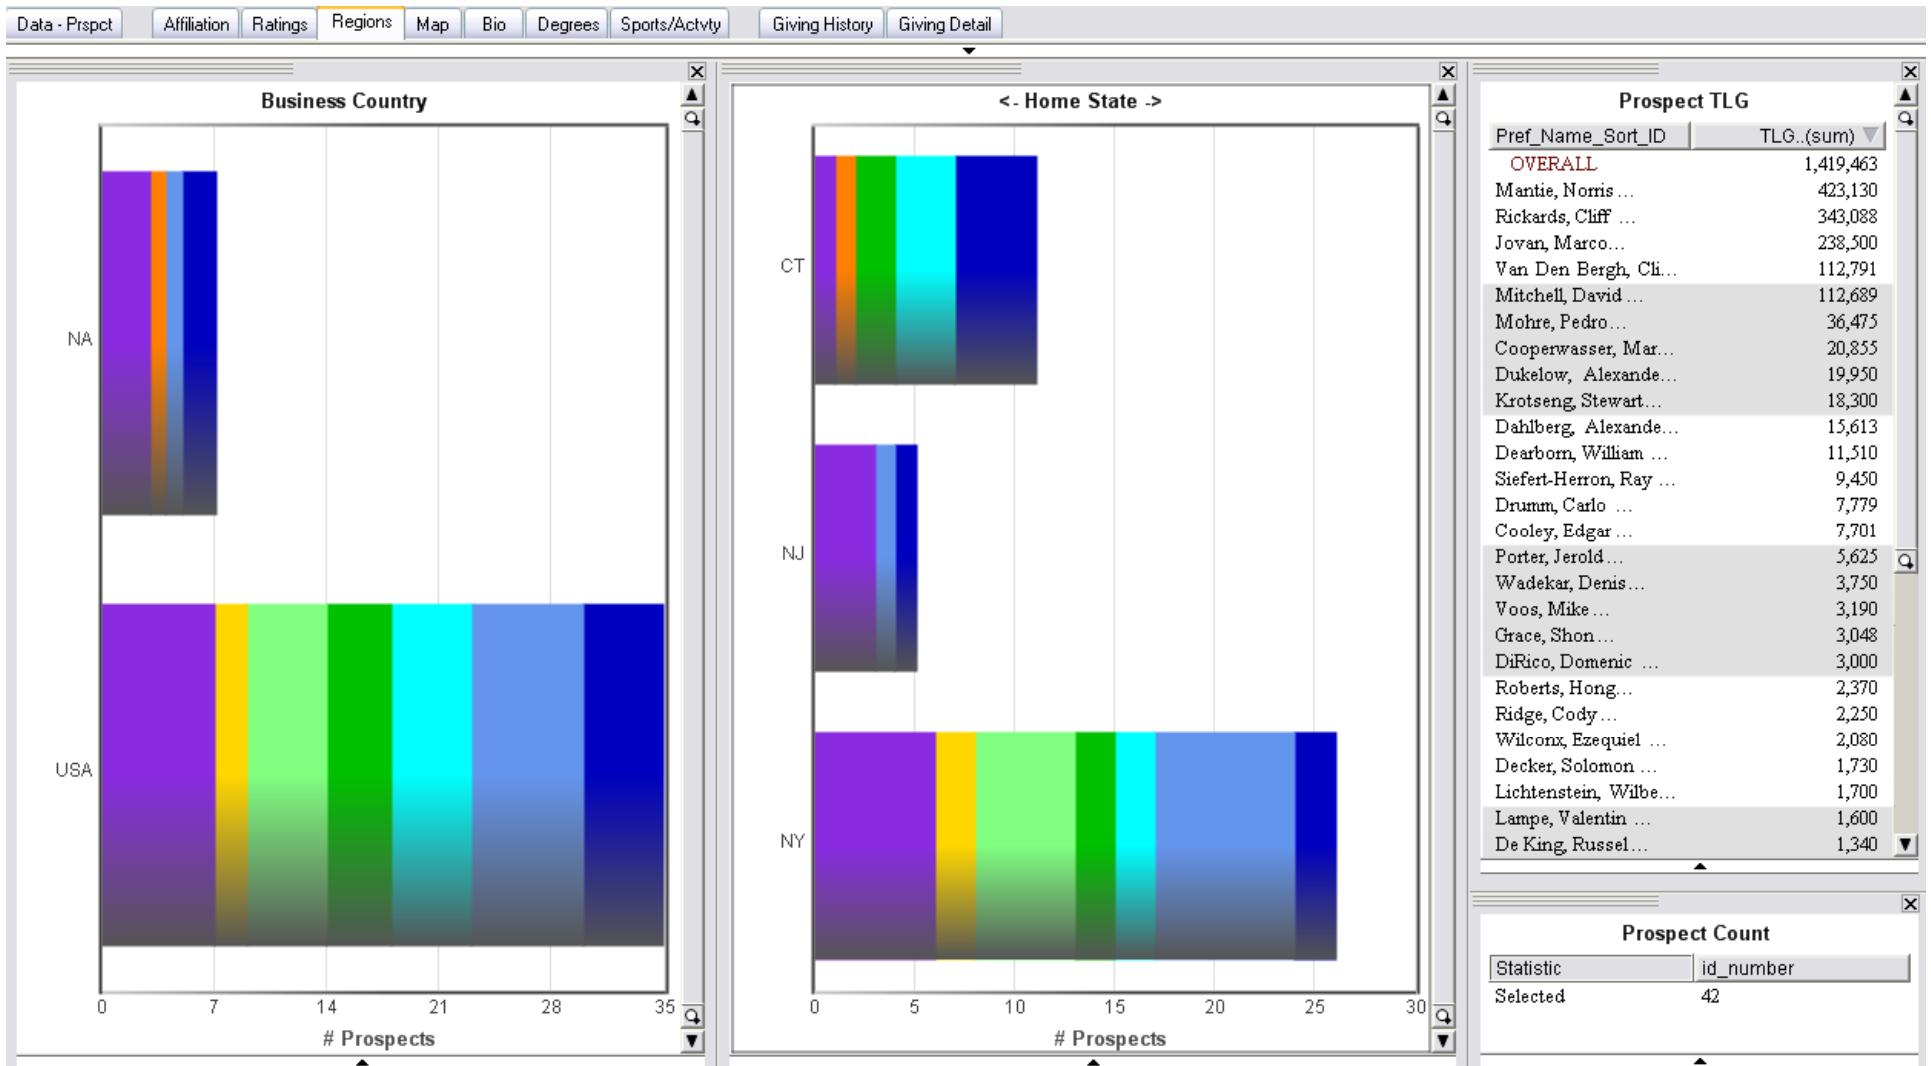 Data - Prspct Affiliation Ratings Regions Map Bio Degrees Sports/Actvty Giving History Giving Detail
Business Country
NA
USA
0 7 14 21 28 35
# Prospects
<- Home State ->
CT
NJ
NY
0 5 10 15 20 25 30
# Prospects
Prospect TLG
Pref_Name_Sort_ID TLG..(sum)
OVERALL 1,419,463
Mantie, Norris... 423,130
Rickards, Cliff ... 343,088
Jovan, Marco... 238,500
Van Den Bergh, Cli... 112,791
Mitchell, David ... 112,689
Mohre, Pedro... 36,475
Cooperwasser, Mar... 20,855
Dukelow, Alexande... 19,950
Krotseng, Stewart... 18,300
Dahlberg, Alexande... 15,613
Dearborn, William ... 11,510
Siefert-Herron, Ray ... 9,450
Drumm, Carlo ... 7,779
Cooley, Edgar ... 7,701
Porter, Jerold... 5,625
Wadekar, Denis... 3,750
Voos, Mike ... 3,190
Grace, Shon... 3,048
DiRico, Domenic ... 3,000
Roberts, Hong... 2,370
Ridge, Cody... 2,250
Wilconx, Ezequiel ... 2,080
Decker, Solomon ... 1,730
Lichtenstein, Wilbe... 1,700
Lampe, Valentin ... 1,600
De King, Russel... 1,340
Prospect Count
Statistic id_number
Selected 42